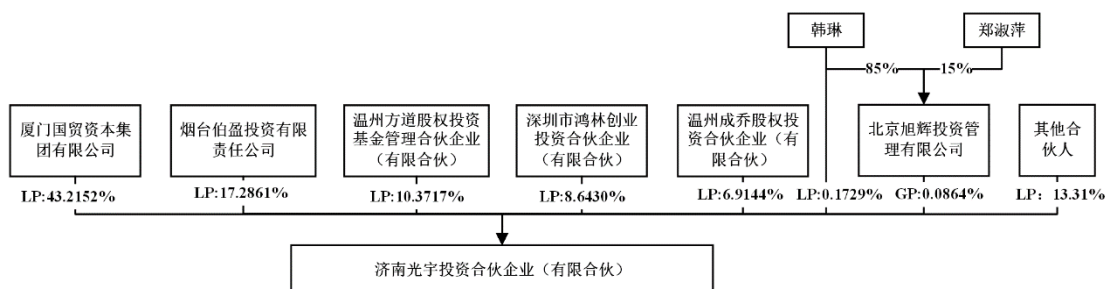 韩琳
郑淑萍
85%
15%
厦门国贸资本集
团有限公司
烟台伯盈投资有限
责任公司
温州方道股权投资
基金管理合伙企业
（有限合伙）
深圳市鸿林创业
投资合伙企业
（有限合伙）
温州成乔股权投
资合伙企业（有
限合伙）
北京旭辉投资管
理有限公司
其他合
伙人
LP:43.2152%
LP:17.2861%
LP:10.3717%
LP:8.6430%
LP:6.9144%
LP:0.1729%
GP:0.0864%
LP：13.31%
济南光宇投资合伙企业（有限合伙）